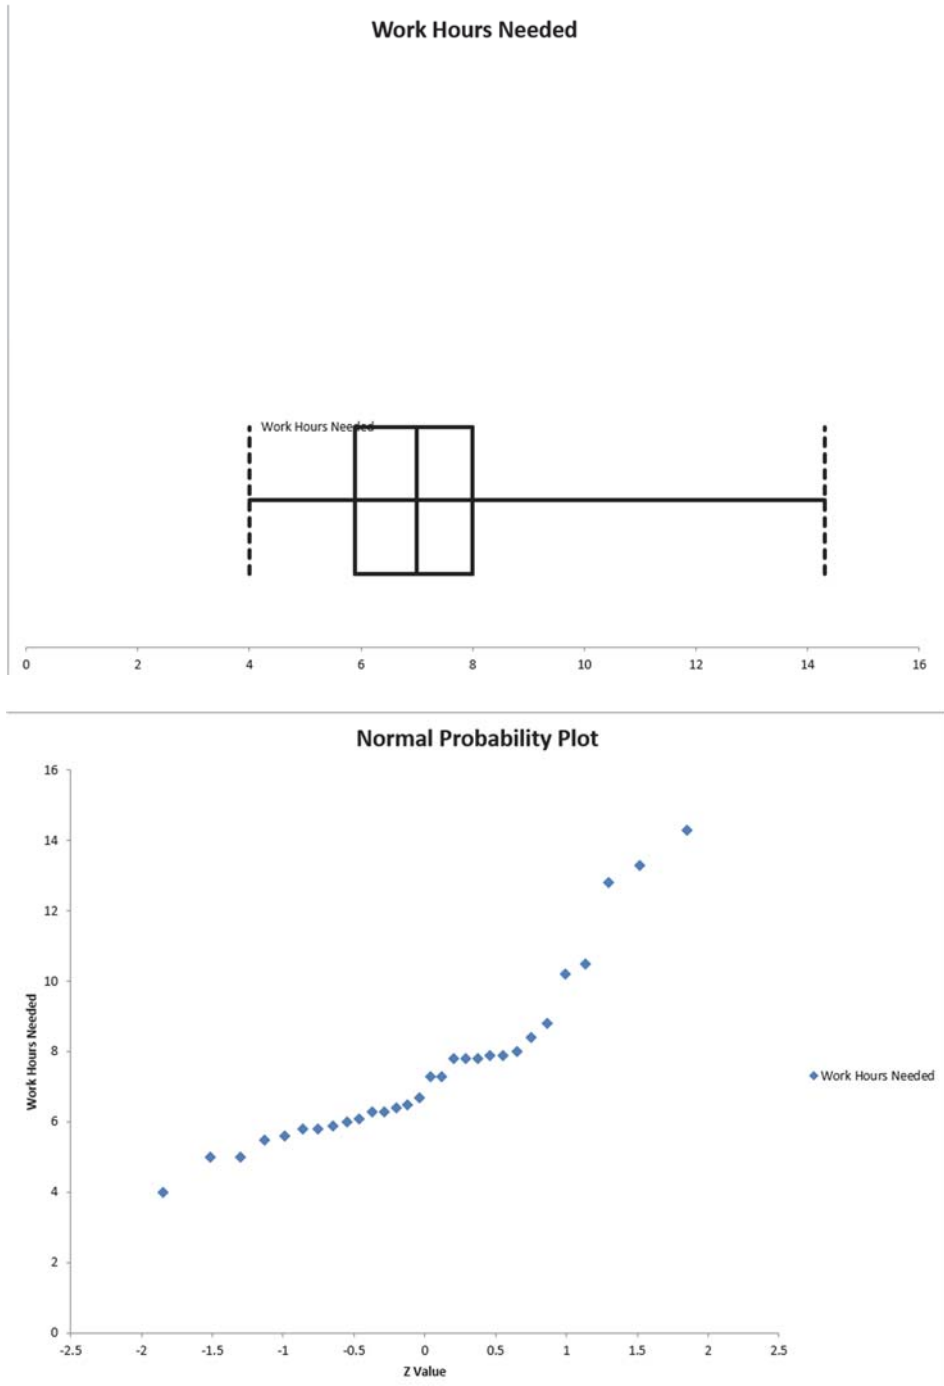 Work Hours Needed
Work Hours Needed
0 2 4 6 8 10 12 14 16
Normal Probability Plot
16
14
12
10
8
6
4
2
0
Work Hours Needed
Work Hours Needed
-2.5 -2 -1.5 -1 -0.5 0 0.5 1 1.5 2 2.5
Z Value